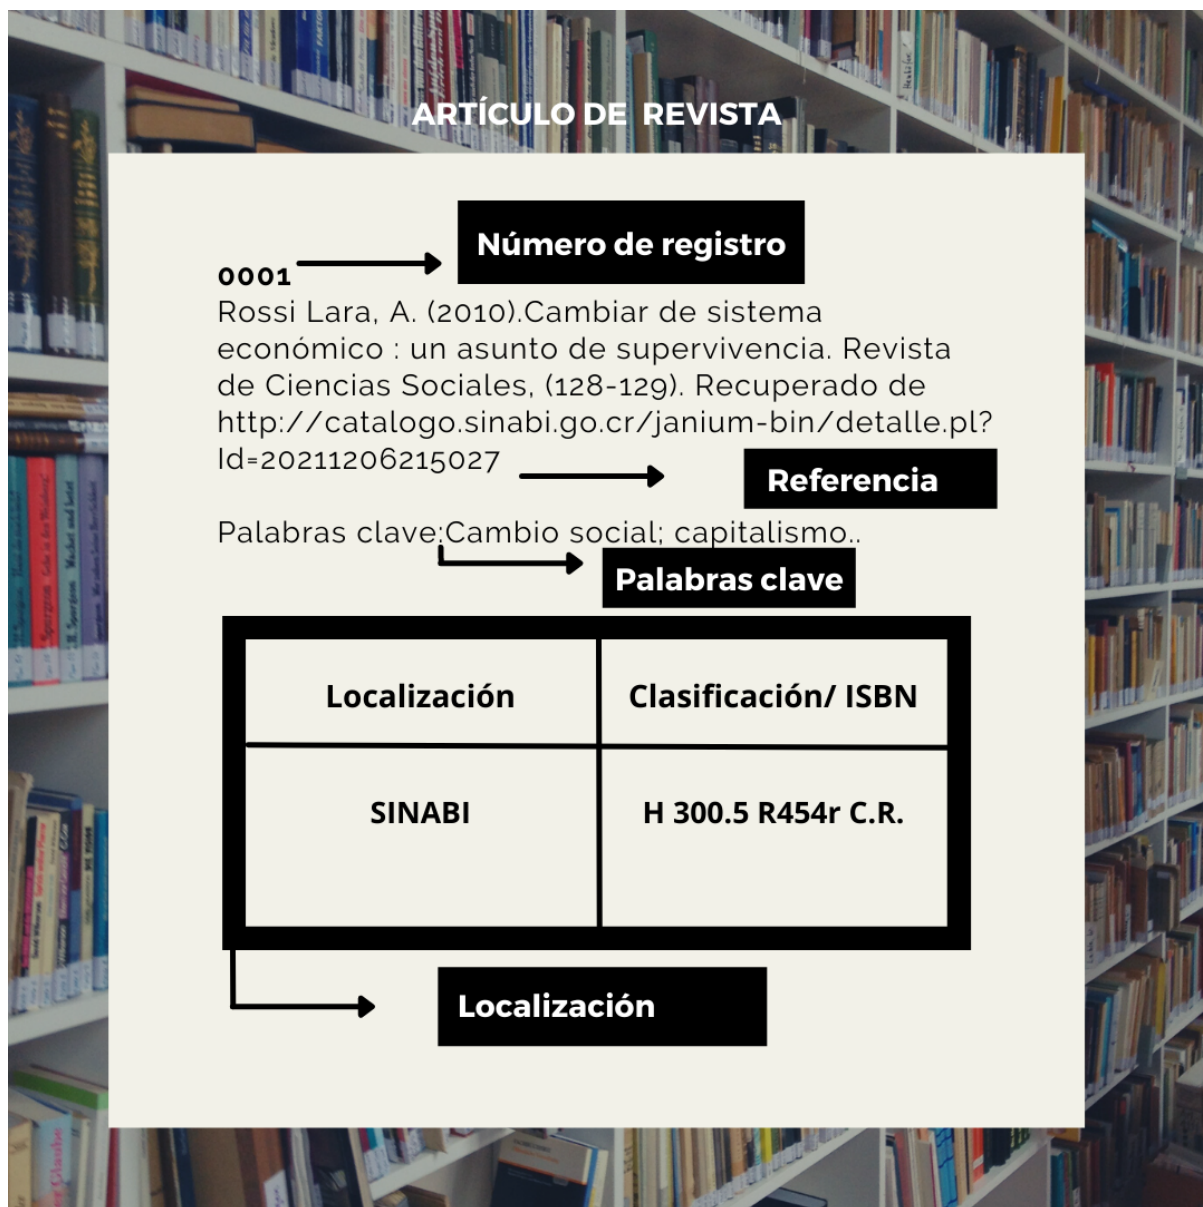 ARTÍCULO DE REVISTA
Número de registro
0001
Rossi Lara, A. (2010).Cambiar de sistema
económico : un asunto de supervivencia. Revista
de Ciencias Sociales, (128-129). Recuperado de
http://catalogo.sinabi.go.cr/janium-bin/detalle.pl?
Id=20211206215027
Referencia
Palabras clave:Cambio social; capitalismo..
Palabras clave
Localización Clasificación/ ISBN
SINABI H 300.5 R454r C.R.
Localización